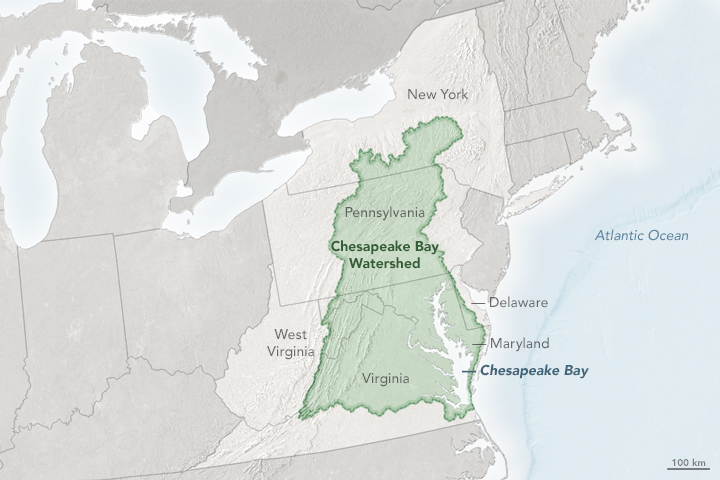 New York
Pennsylvania
Atlantic Ocean
Chesapeake Bay
Watershed
Delaware
West
Virginia
Maryland
Chesapeake Bay
Virginia
100 km